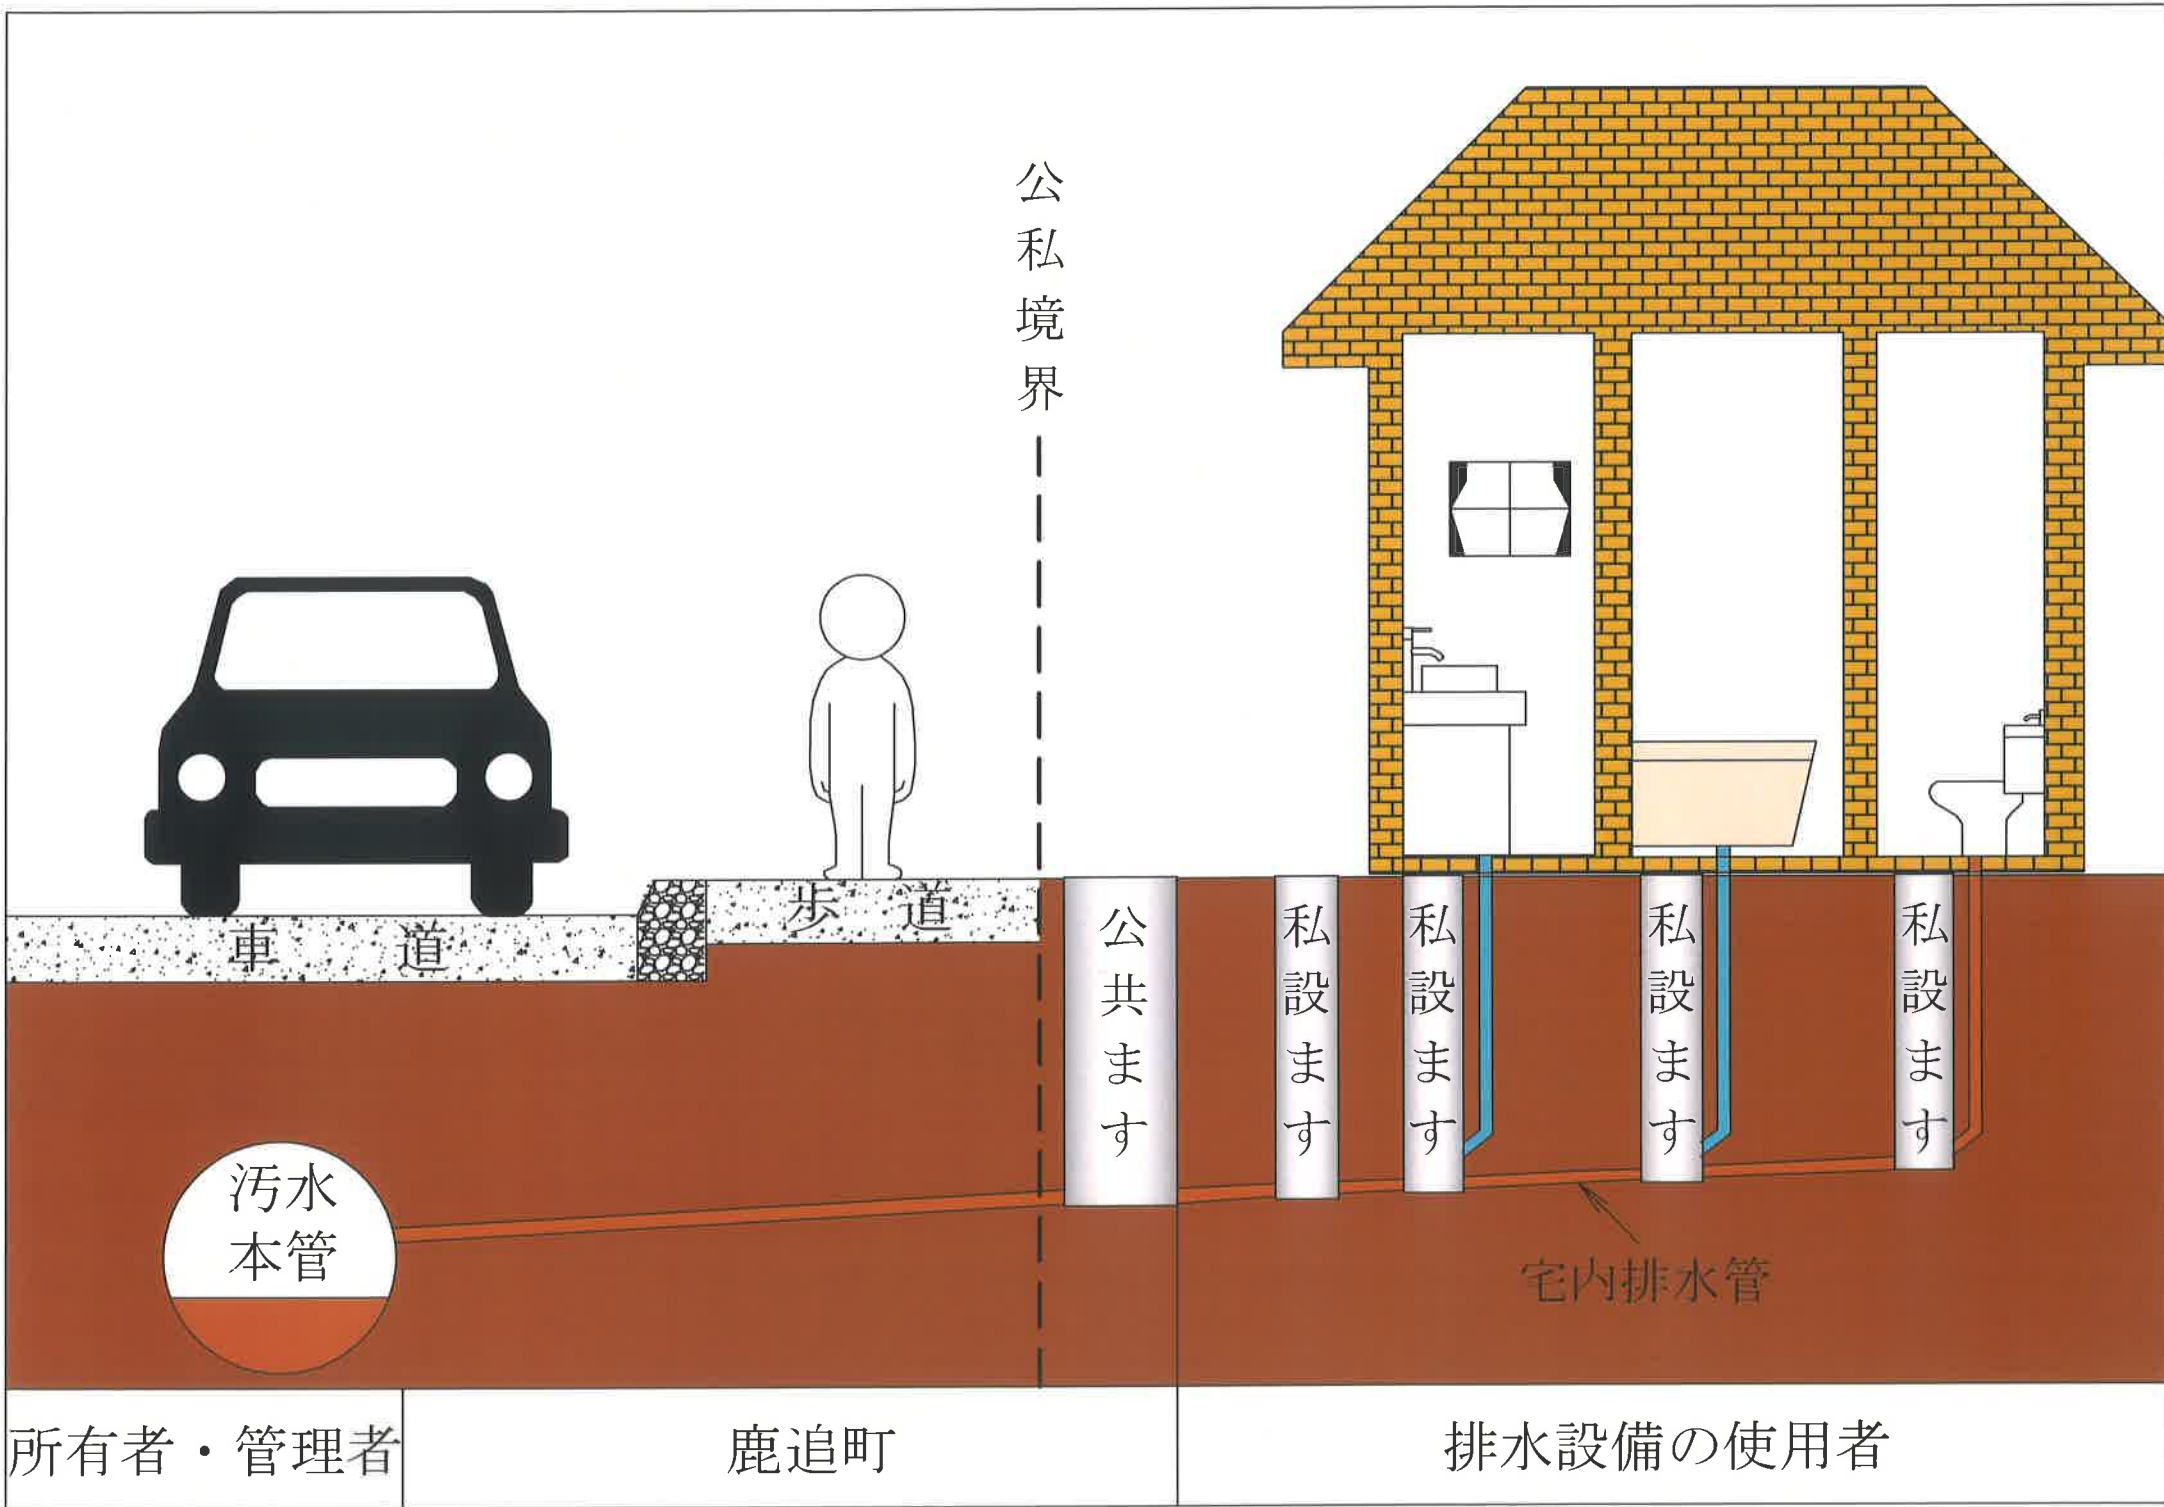 公私境界
車道
歩道
公共ます
私設ます
私設ます
私設ます
私設ます
汚水
本管
宅内排水管
所有者・管理者
鹿追町
排水設備の使用者